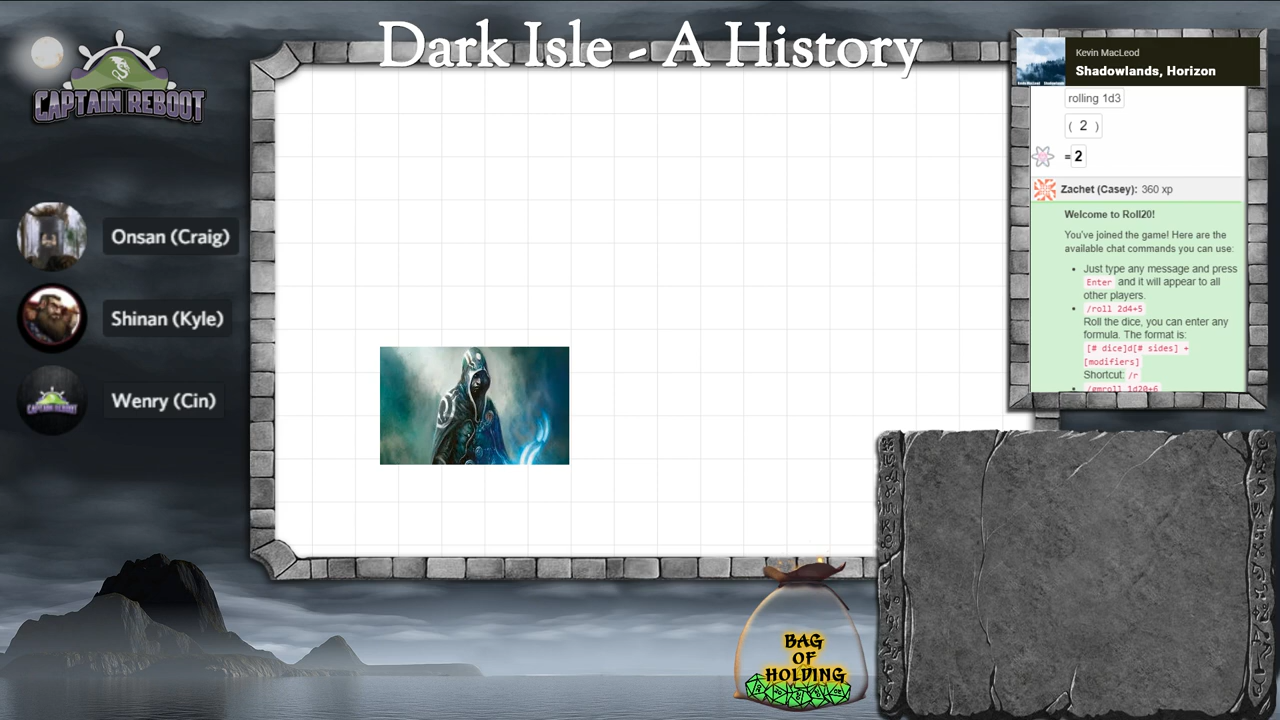 Dark Isle - A History
CAPTAIN REBOOT
Kevin MacLeod
Shadowlands, Horizon
rolling 1d3
( 2 )
=2
Zachet (Casey): 360 xp
Welcome to Roll20!
You've joined the game! Here are the
available chat commands you can use:
Just type any message and press
Enter and it will appear to all
other players.
/roll 2d4+5
Roll the dice, you can enter any
formula. The format is:
[# dice]d[# sides] +
[modifiers]
Shortcut: /r
/gmroll 1d20+6
Onsan (Craig)
Shinan (Kyle)
Wenry (Cin)
BAG
OF
HOLDING